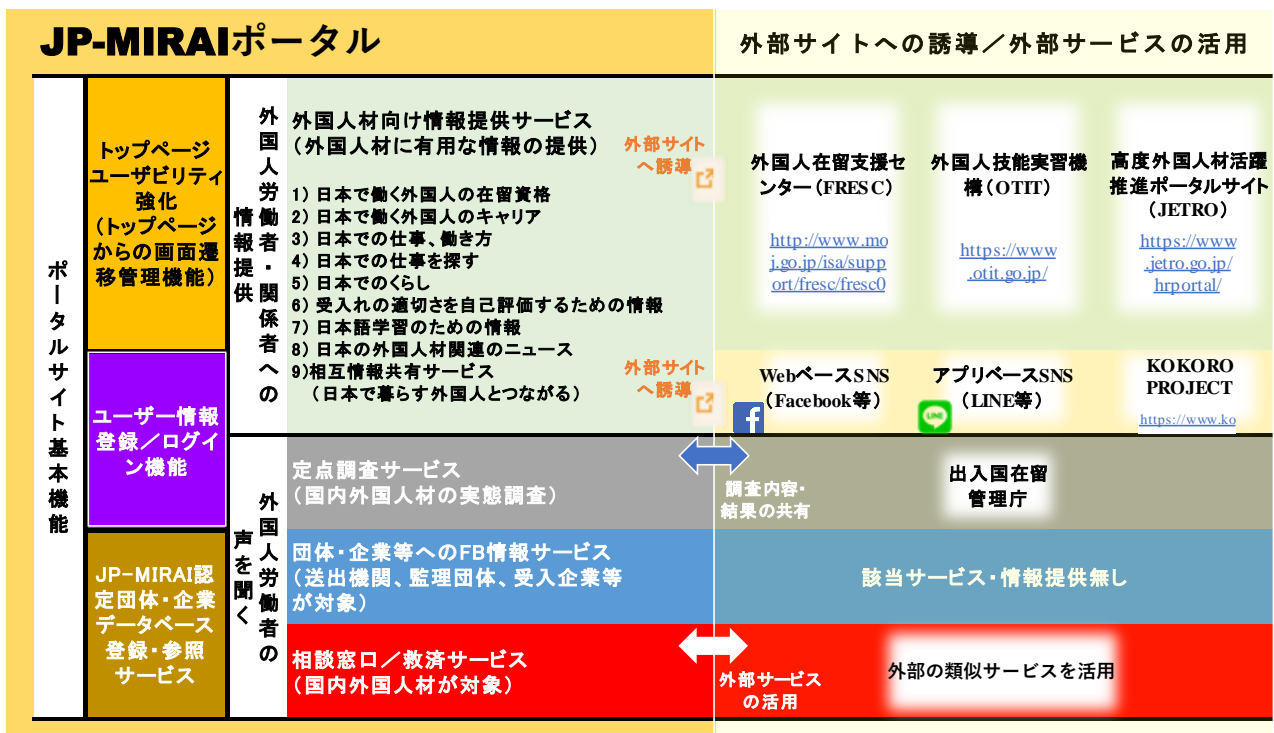 JP-MIRAIポータル
外部サイトへの誘導／外部サービスの活用
ポータルサイト基本機能
トップページ
ユーザビリティ
強化
（トップページ
からの画面遷
移管理機能）
ユーザー情報
登録／ログイ
ン機能
JP-MIRAI認
定団体・企業
データベース
登録・参照
サービス
外国人労働者・関係者への
情報提供
外国人労働者の
声を聞く
外国人材向け情報提供サービス
（外国人材に有用な情報の提供）
1）日本で働く外国人の在留資格
2）日本で働く外国人のキャリア
3）日本での仕事、働き方
4）日本での仕事を探す
5）日本でのくらし
6）受入れの適切さを自己評価するための情報
7）日本語学習のための情報
8）日本の外国人材関連のニュース
9)相互情報共有サービス
（日本で暮らす外国人とつながる）
外部サイト
へ誘導
外部サイト
へ誘導
外国人在留支援セ
ンター（FRESC）
http://www.mo
j.go.jp/isa/supp
ort/fresc/fresc0
外国人技能実習機
構（OTIT）
https://www
.otit.go.jp/
高度外国人材活躍
推進ポータルサイト
（JETRO）
https://www
.jetro.go.jp/
hrportal/
WebベースSNS
（Facebook等）
アプリベースSNS
（LINE等）
LINE
KOKORO
PROJECT
https://www.ko
定点調査サービス
（国内外国人材の実態調査）
調査内容・
結果の共有
出入国在留
管理庁
団体・企業等へのFB情報サービス
（送出機関、監理団体、受入企業等
が対象）
該当サービス・情報提供無し
相談窓口／救済サービス
（国内外国人材が対象）
外部サービス
の活用
外部の類似サービスを活用